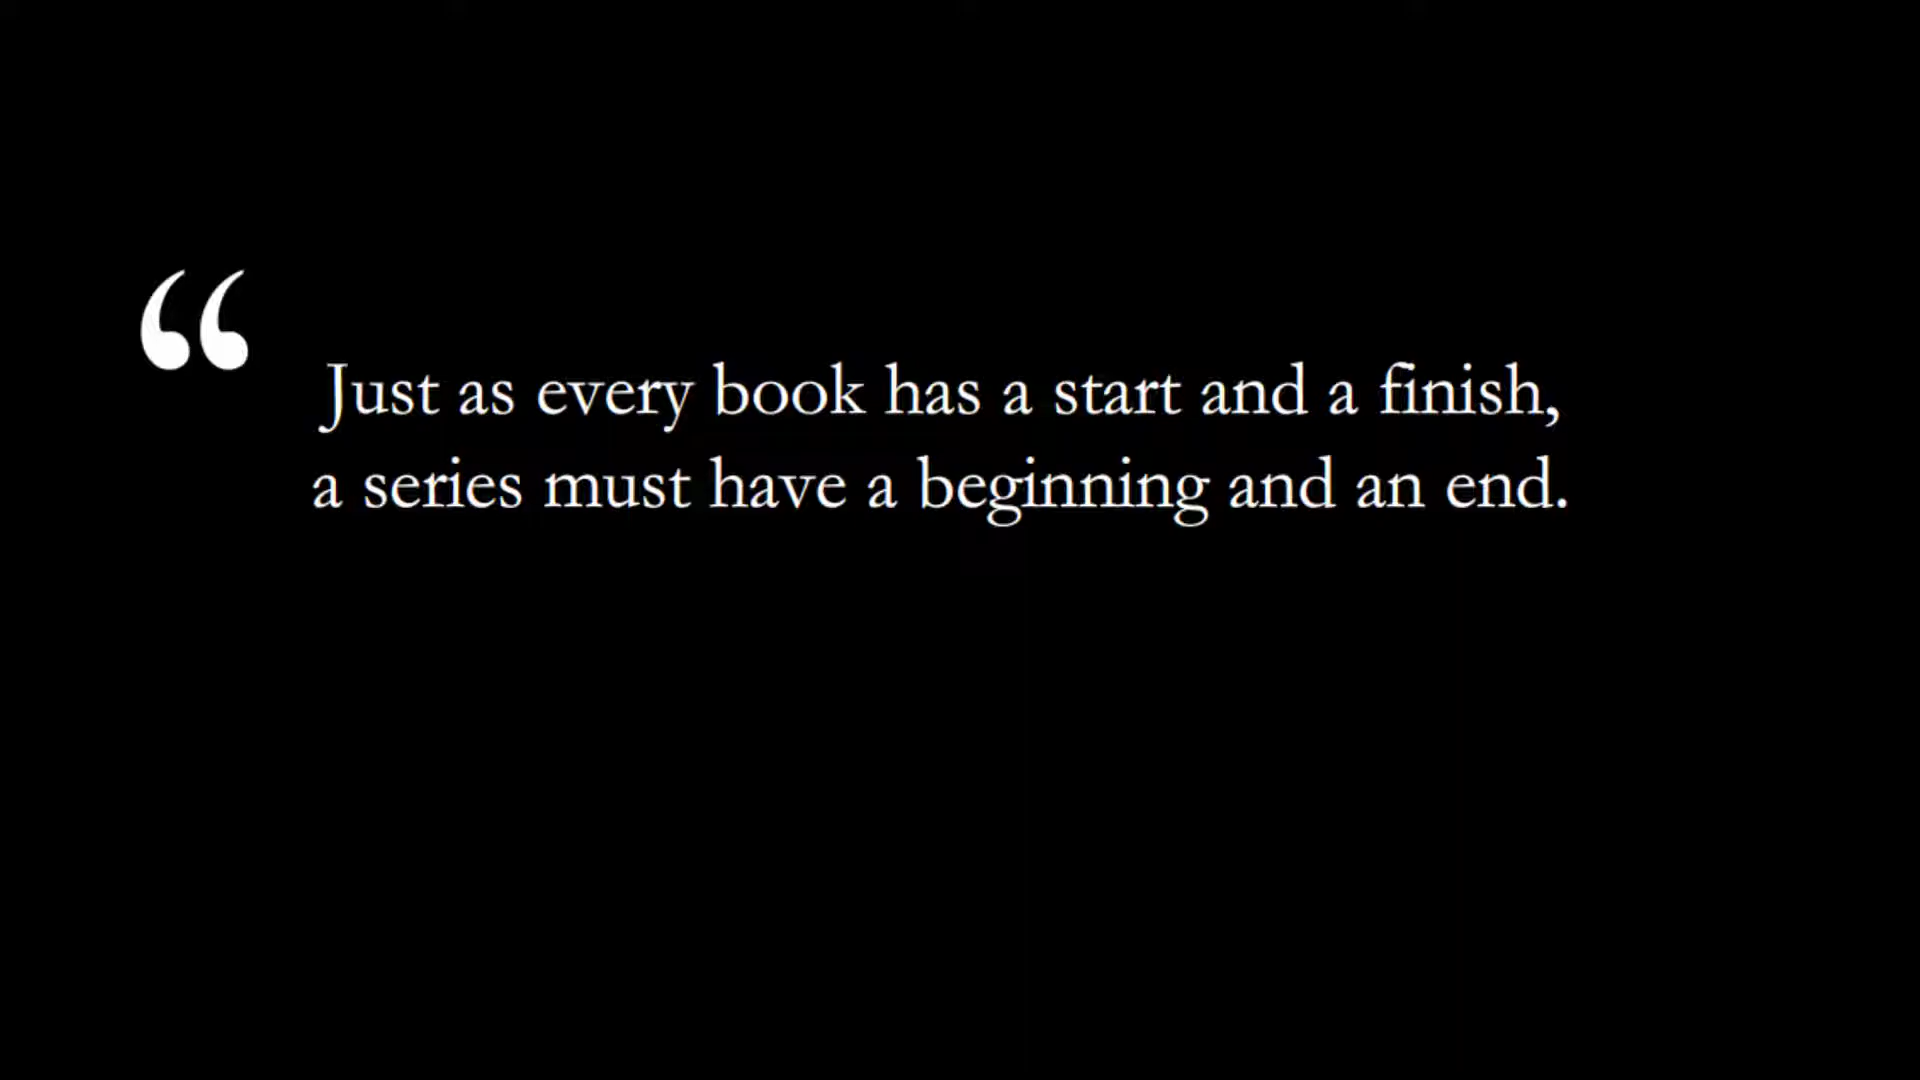 “
Just as every book has a start and a finish,
a series must have a beginning and an end.